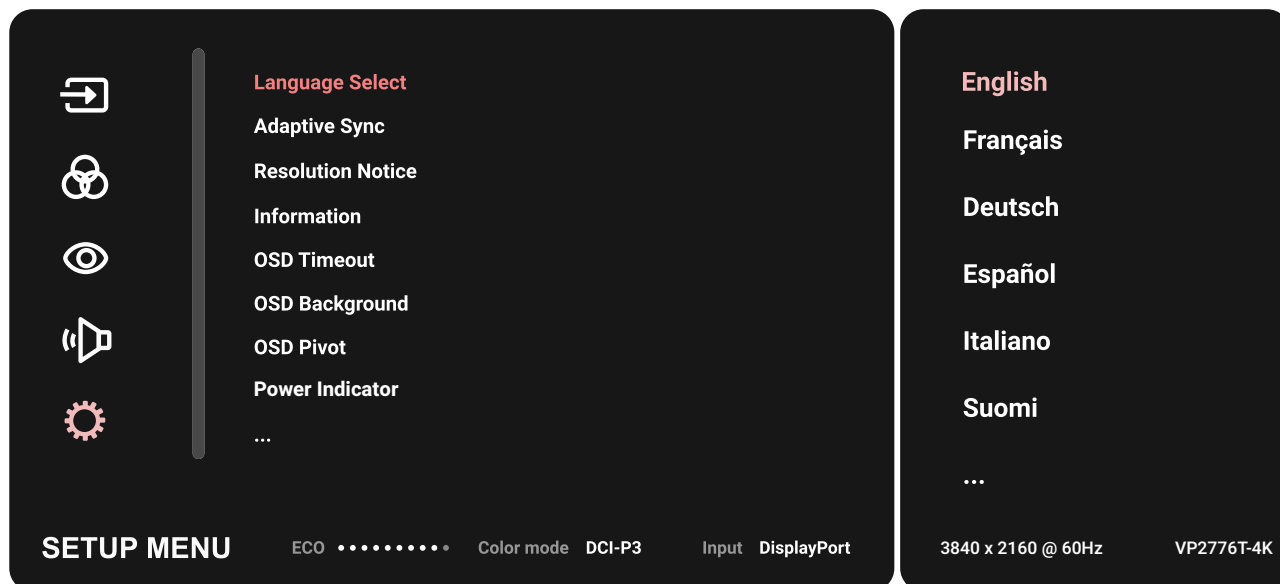 Language Select
Adaptive Sync
Resolution Notice
Information
OSD Timeout
OSD Background
OSD Pivot
Power Indicator
...
English
Français
Deutsch
Español
Italiano
Suomi
...
SETUP MENU ECO Color mode DCI-P3 Input DisplayPort 3840 x 2160 @ 60Hz VP2776T-4K